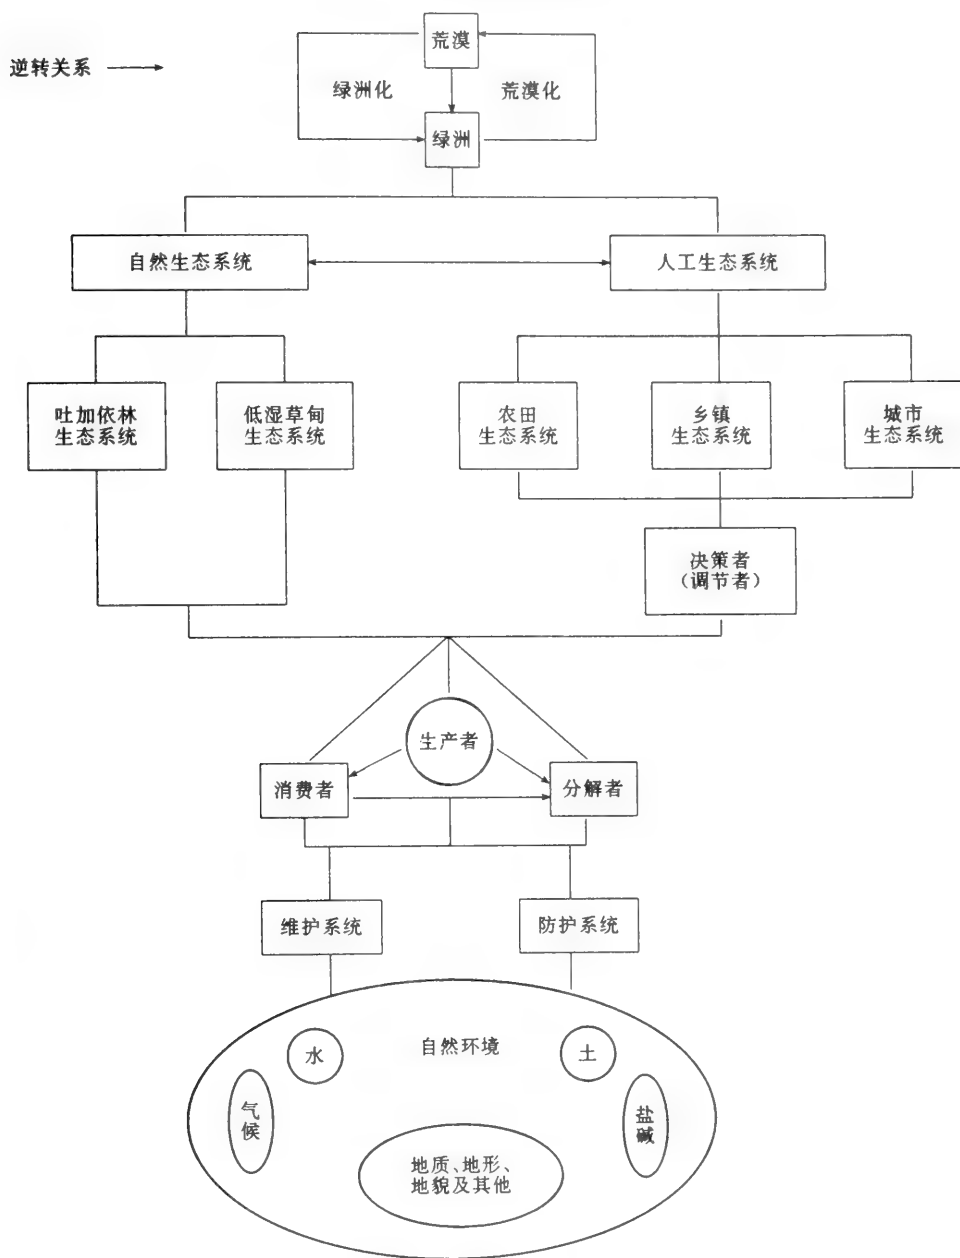 荒漠
逆转关系
绿洲化
荒漠化
绿洲
自然生态系统
人工生态系统
吐加依林
生态系统
低湿草甸
生态系统
农田
生态系统
乡镇
生态系统
城市
生态系统
决策者
(调节者)
生产者
消费者
分解者
维护系统
防护系统
水
自然环境
土
气
候
盐
碱
地质、地形、
地貌及其他